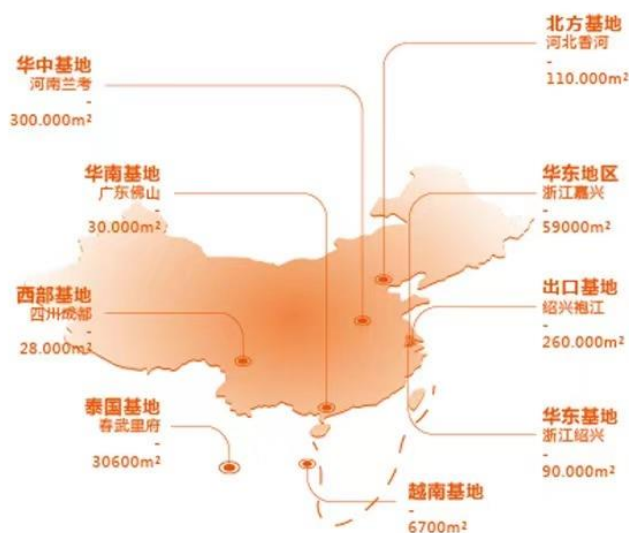 北方基地
河北香河
-
110.000m²
华中基地
河南兰考
-
300.000m²
华南基地
广东佛山
-
30.000m²
华东地区
浙江嘉兴
-
59000m²
西部基地
四州成都
-
28.000m²
出口基地
绍兴袍江
-
260.000m²
泰国基地
春武里府
-
30600m²
华东基地
浙江绍兴
-
90.000m²
越南基地
-
6700m²